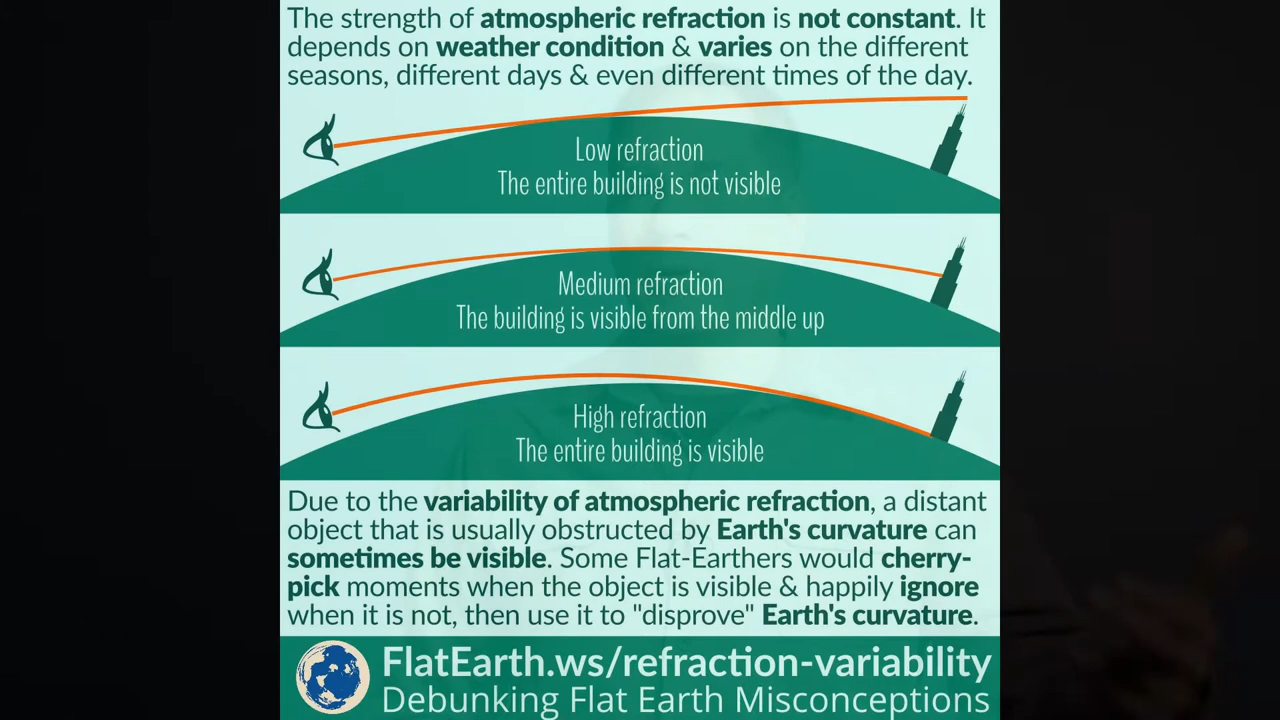 The strength of atmospheric refraction is not constant. It
depends on weather condition & varies on the different
seasons, different days & even different times of the day.
Low refraction
The entire building is not visible
Medium refraction
The building is visible from the middle up
High refraction
The entire building is visible
Due to the variability of atmospheric refraction, a distant
object that is usually obstructed by Earth's curvature can
sometimes be visible. Some Flat-Earthers would cherry-
pick moments when the object is visible & happily ignore
when it is not, then use it to "disprove" Earth's curvature.
FlatEarth.ws/refraction-variability
Debunking Flat Earth Misconceptions